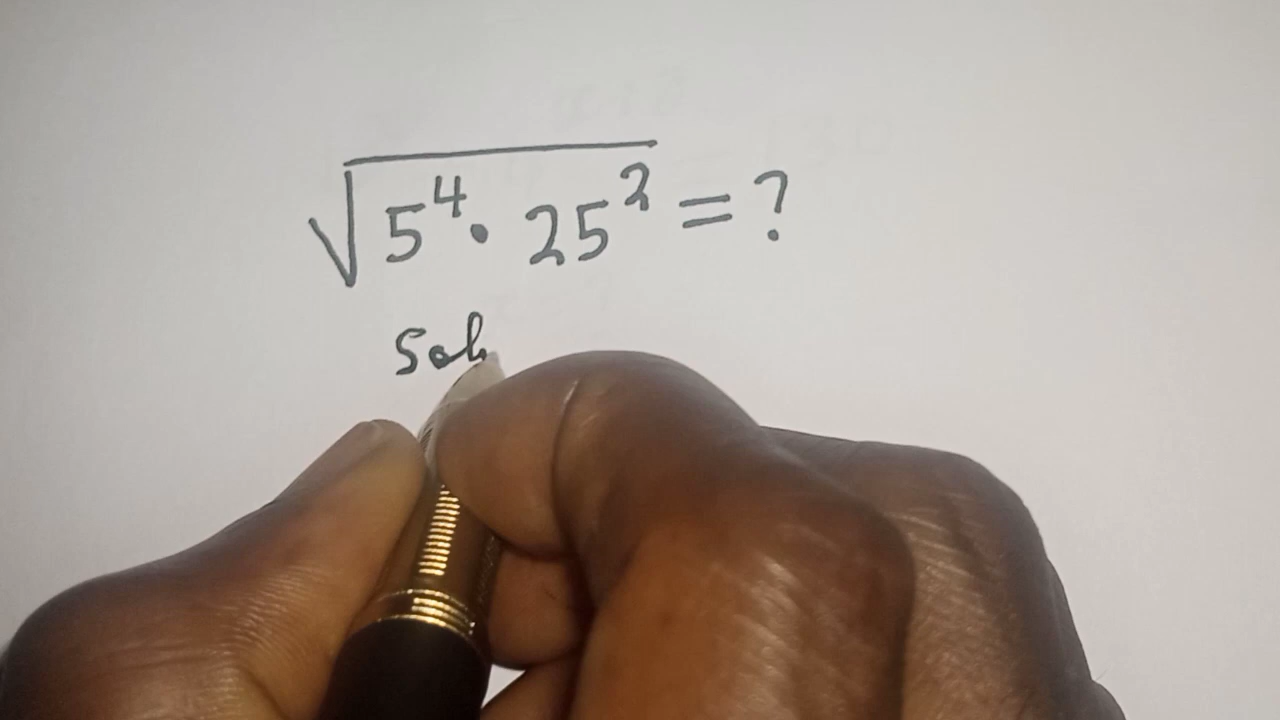 √5⁴·25² = ?
Sol